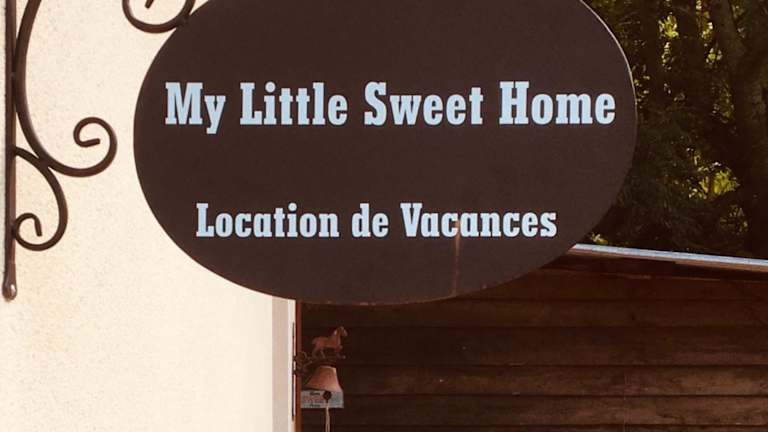 My Little Sweet Home
Location de Vacances